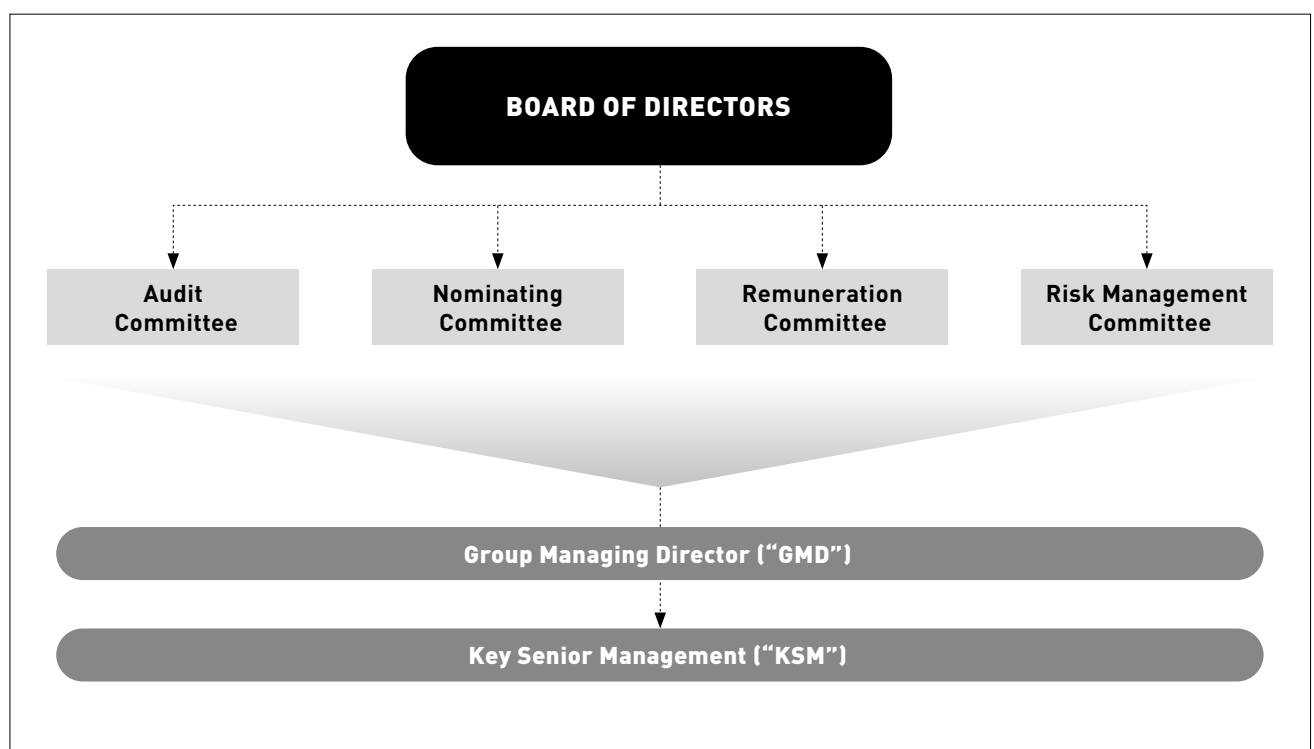 BOARD OF DIRECTORS
Audit
Committee
Nominating
Committee
Remuneration
Committee
Risk Management
Committee
Group Managing Director (“GMD”)
Key Senior Management (“KSM”)